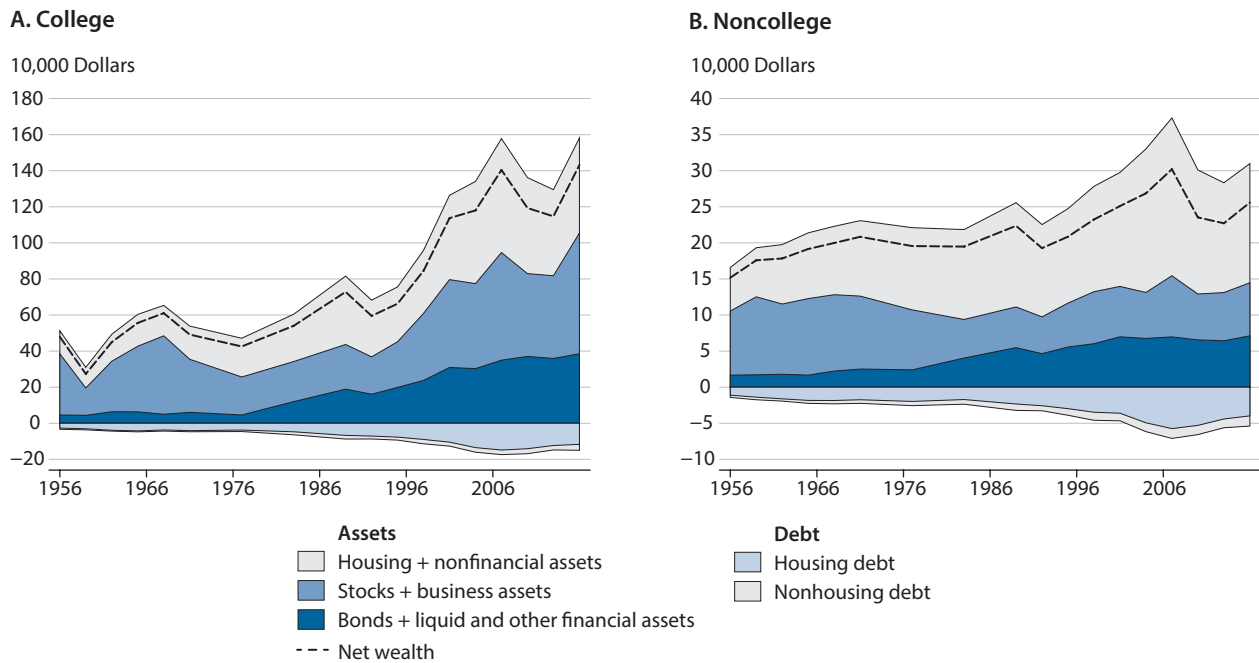 A. College
10,000 Dollars
180
160
140
120
100
80
60
40
20
0
−20
1956 1966 1976 1986 1996 2006
B. Noncollege
10,000 Dollars
40
35
30
25
20
15
10
5
0
−5
−10
1956 1966 1976 1986 1996 2006
Assets
Housing + nonfinancial assets
Stocks + business assets
Bonds + liquid and other financial assets
Net wealth
Debt
Housing debt
Nonhousing debt